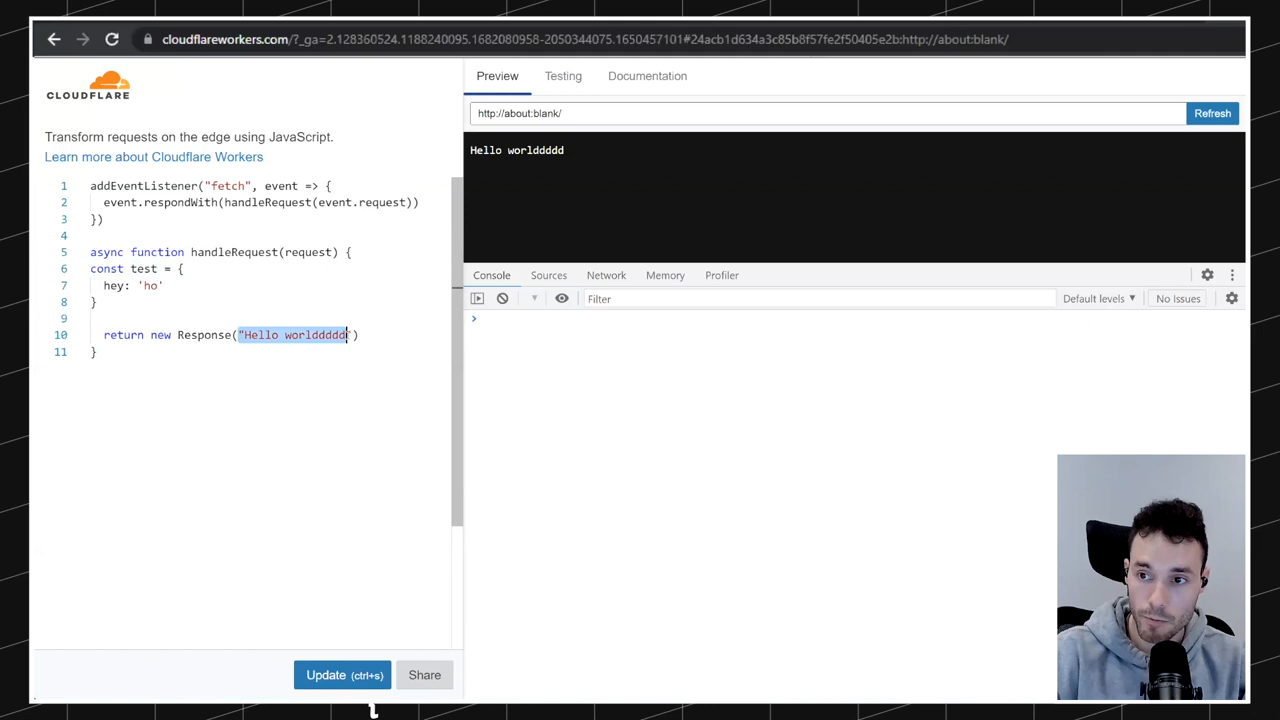 cloudflareworkers.com/?_ga=2.128360524.1188240095.1682080958-2050344075.1650457101#24acb1d634a3c85b8f57fe2f50405e2b:http://about:blank/
CLOUDFLARE
Transform requests on the edge using JavaScript.
Learn more about Cloudflare Workers
1 addEventListener("fetch", event => {
2 event.respondWith(handleRequest(event.request))
3 })
4
5 async function handleRequest(request) {
6 const test = {
7 hey: 'ho'
8 }
9
10 return new Response("Hello worlddddd")
11 }
Update (ctrl+s)
Share
Preview Testing Documentation
http://about:blank/
Refresh
Hello worlddddd
Console Sources Network Memory Profiler
Filter
Default levels
No Issues
t